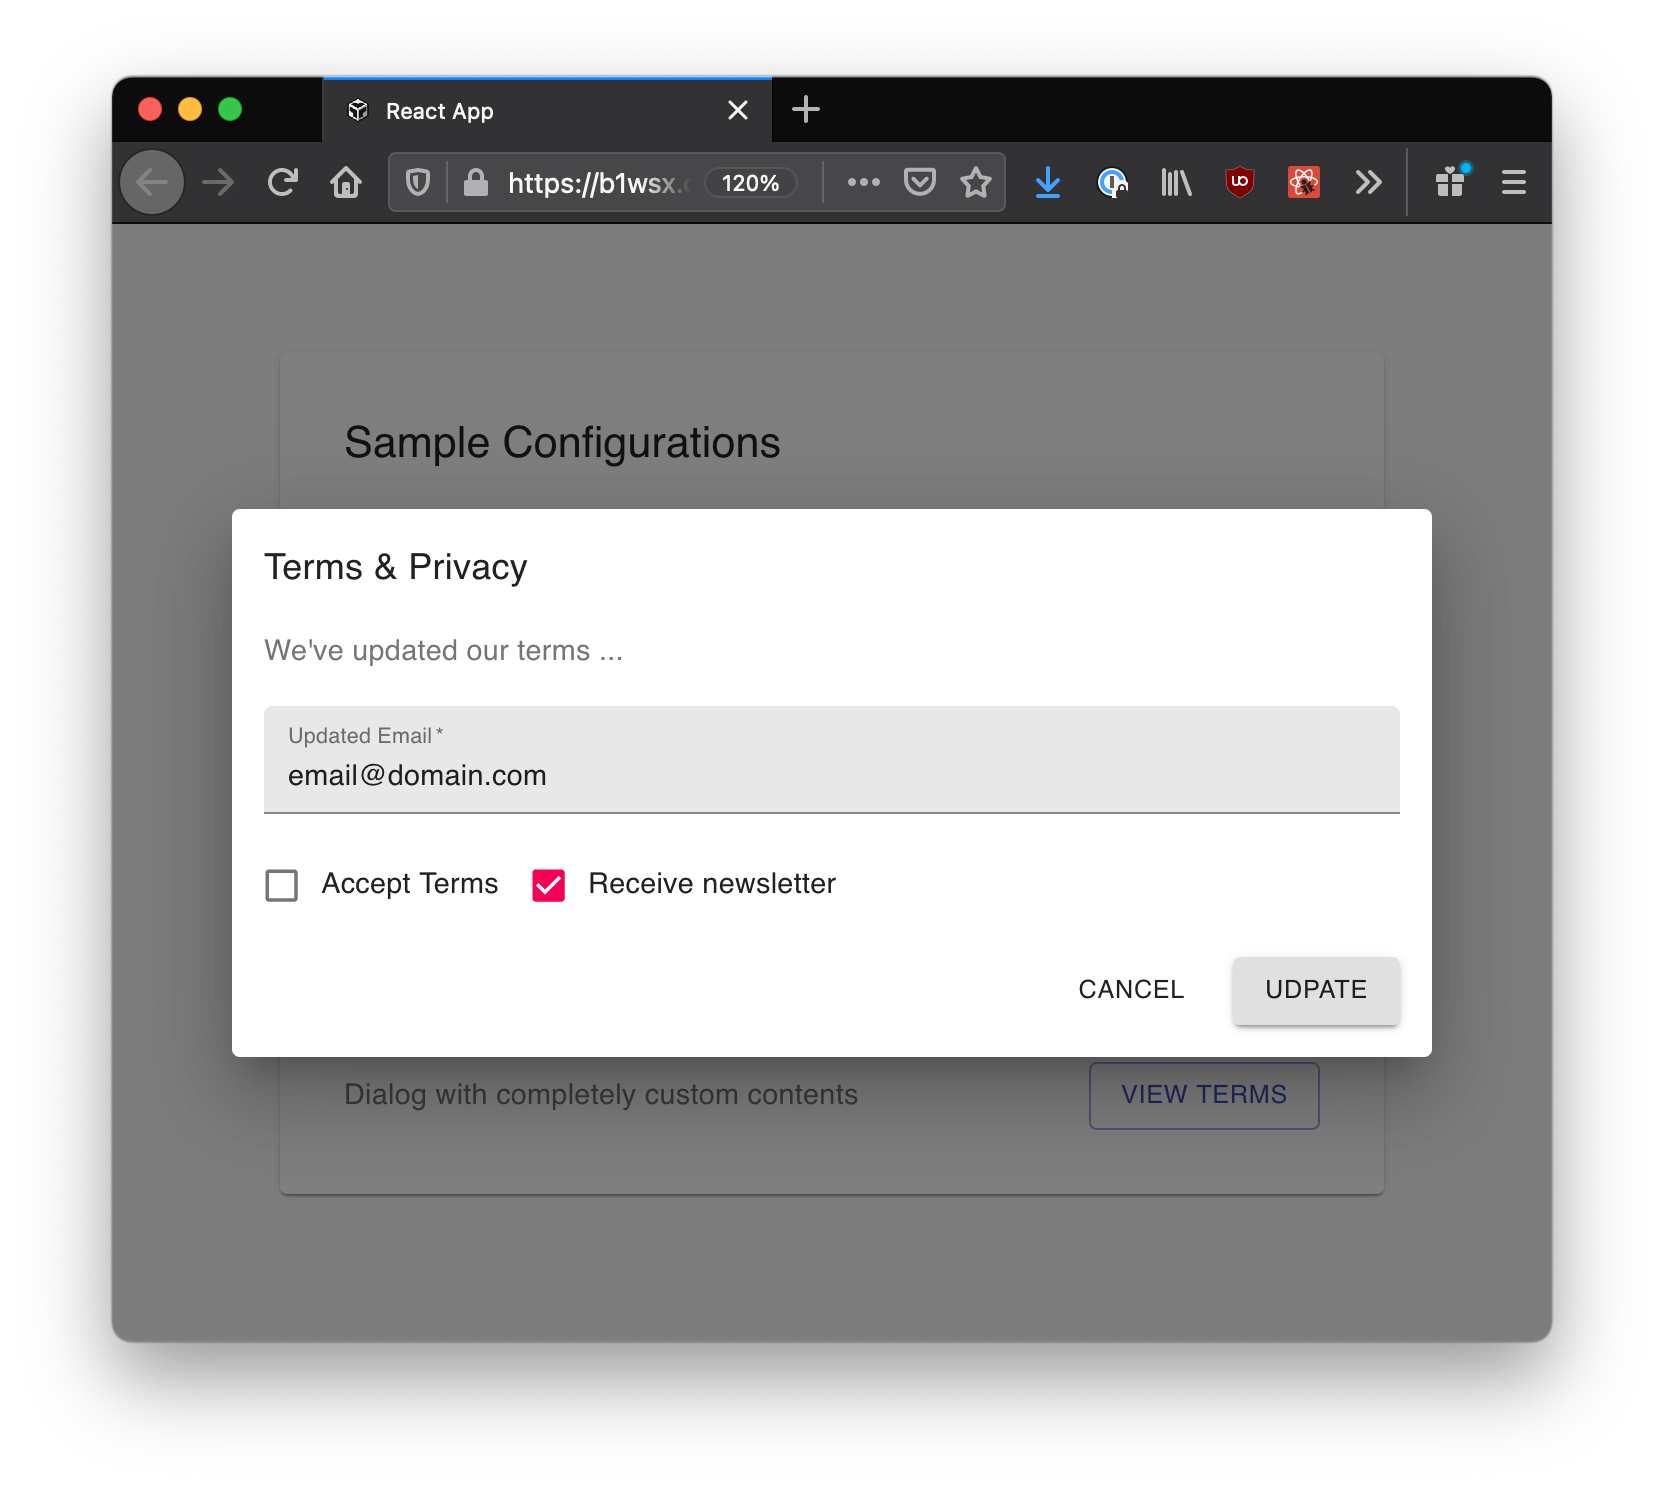 React App
https://b1wsx.
120%
Sample Configurations
Terms & Privacy
We've updated our terms ...
Updated Email *
email@domain.com
Accept Terms
Receive newsletter
CANCEL
UDPATE
Dialog with completely custom contents
VIEW TERMS